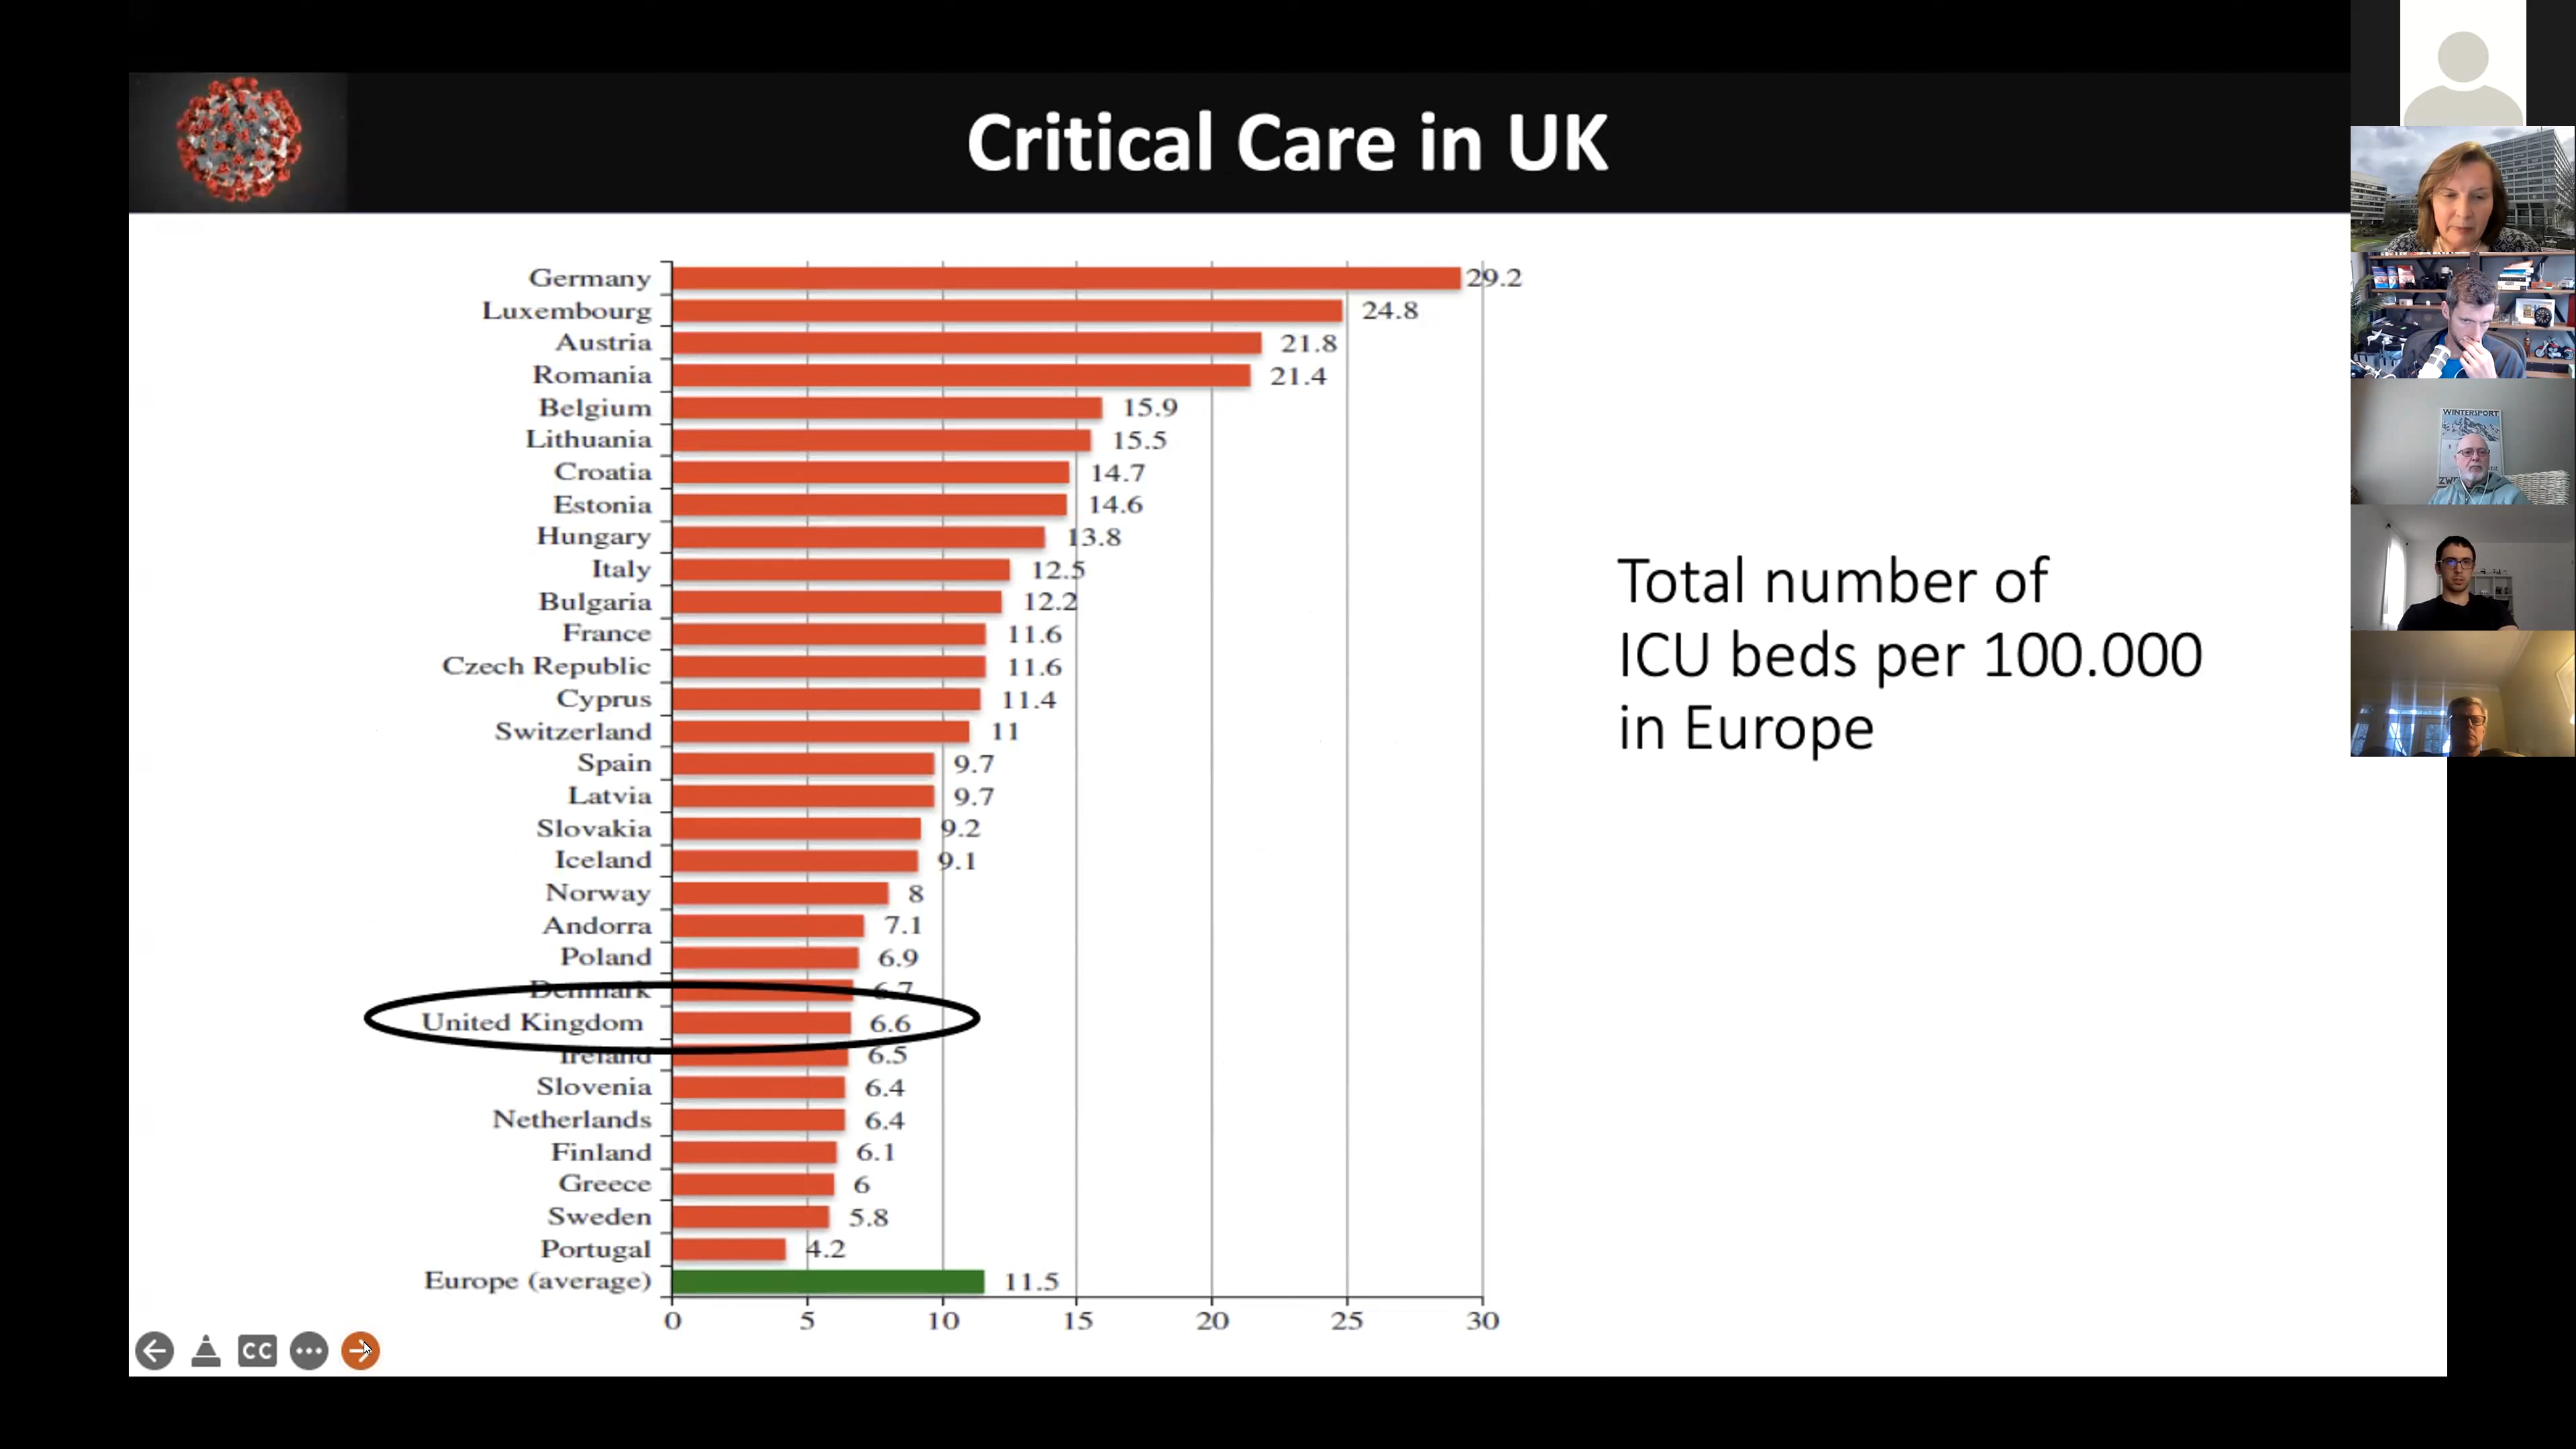 Critical Care in UK
Germany 29.2
Luxembourg 24.8
Austria 21.8
Romania 21.4
Belgium 15.9
Lithuania 15.5
Croatia 14.7
Estonia 14.6
Hungary 13.8
Italy 12.5
Bulgaria 12.2
France 11.6
Czech Republic 11.6
Cyprus 11.4
Switzerland 11
Spain 9.7
Latvia 9.7
Slovakia 9.2
Iceland 9.1
Norway 8
Andorra 7.1
Poland 6.9
Denmark 6.7
United Kingdom 6.6
Ireland 6.5
Slovenia 6.4
Netherlands 6.4
Finland 6.1
Greece 6
Sweden 5.8
Portugal 4.2
Europe (average) 11.5
0 5 10 15 20 25 30
Total number of
ICU beds per 100.000
in Europe
CC
WINTERSPORT